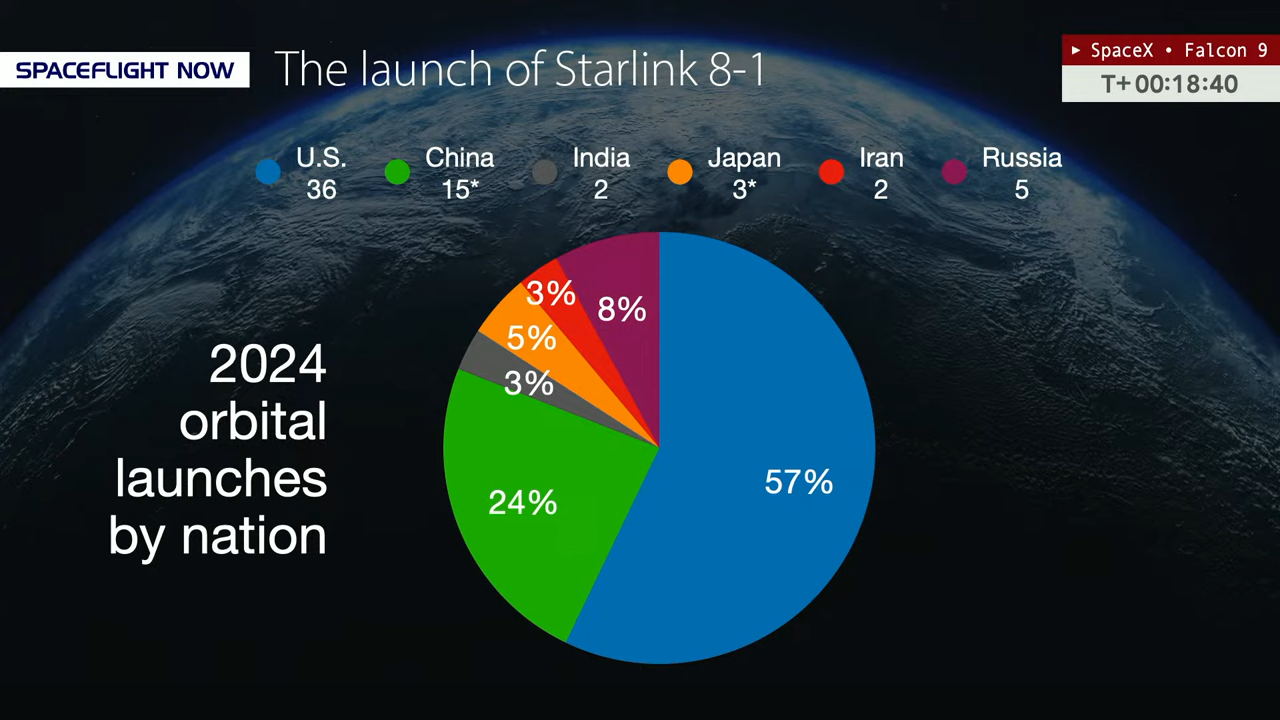 SPACEFLIGHT NOW
The launch of Starlink 8-1
▸ SpaceX • Falcon 9
T+00:18:40
U.S. China India Japan Iran Russia
36 15* 2 3* 2 5
2024
orbital
launches
by nation
3%
8%
5%
3%
57%
24%